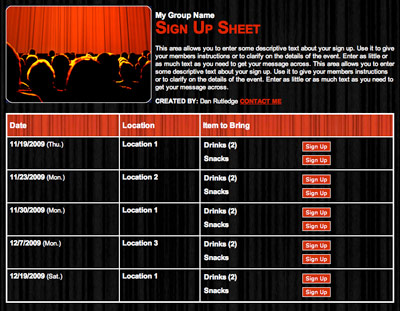 My Group Name
Sign Up Sheet
This area allows you to enter some descriptive text about your sign up. Use it to give
your members instructions or to clarify on the details of the event. Enter as little or
as much text as you need to get your message across. This area allows you to enter
some descriptive text about your sign up. Use it to give your members instructions
or to clarify on the details of the event. Enter as little or as much text as you need to
get your message across.
CREATED BY: Dan Rutledge CONTACT ME
Date Location Item to Bring
11/19/2009 (Thu.) Location 1 Drinks (2) Sign Up
Snacks Sign Up
11/23/2009 (Mon.) Location 2 Drinks (2) Sign Up
Snacks Sign Up
11/30/2009 (Mon.) Location 1 Drinks (2) Sign Up
Snacks Sign Up
12/7/2009 (Mon.) Location 3 Drinks (2) Sign Up
Snacks Sign Up
12/19/2009 (Sat.) Location 1 Drinks (2) Sign Up
Snacks Sign Up